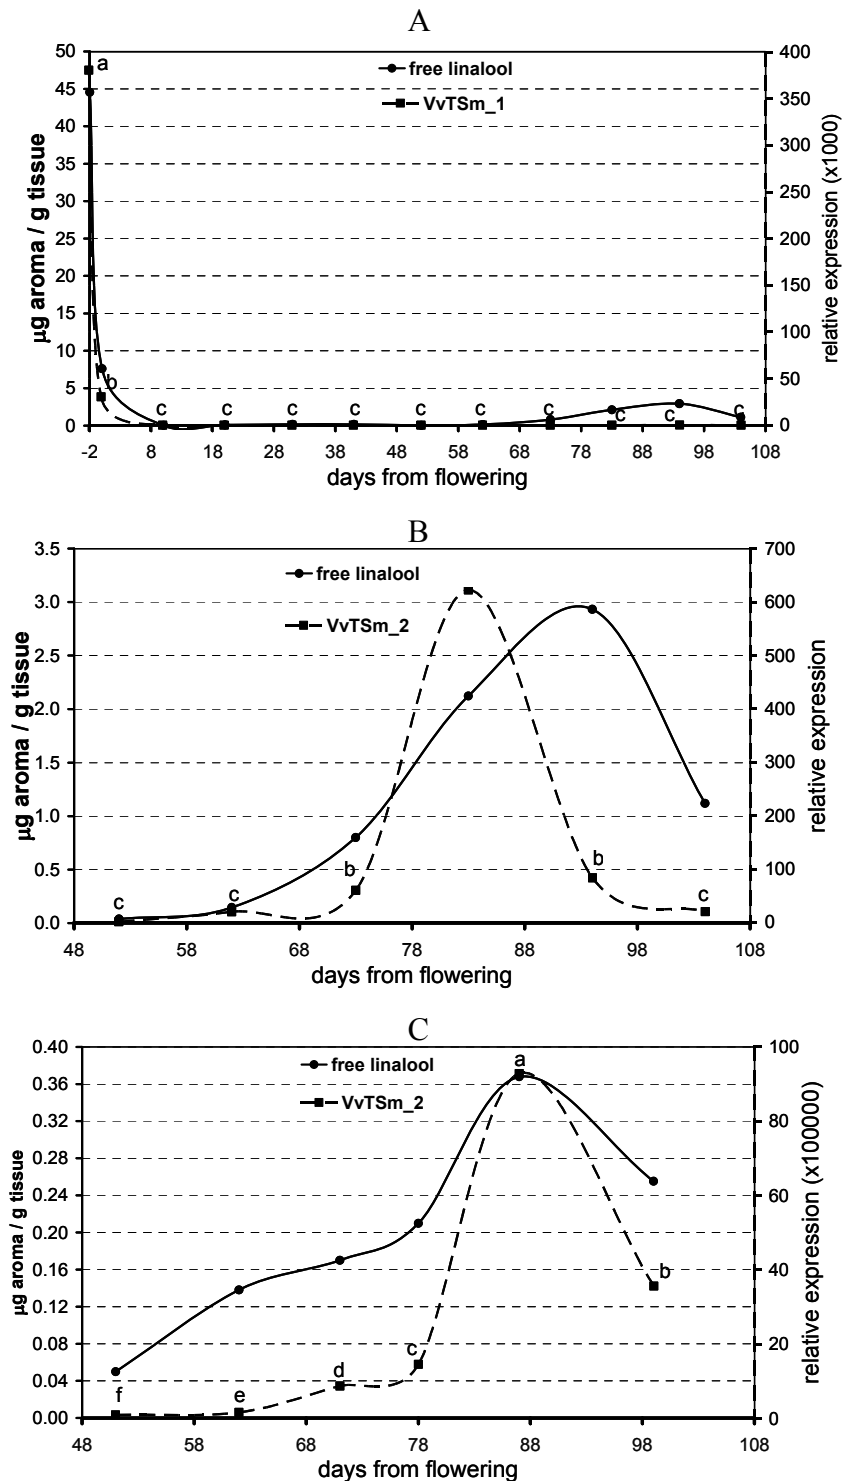 A
50
45
40
35
30
25
20
15
10
5
0
µg aroma / g tissue
400
350
300
250
200
150
100
50
0
relative expression (x1000)
free linalool
VvTSm_1
a
b
c c c c c c c c c c
-2 8 18 28 38 48 58 68 78 88 98 108
days from flowering
B
3.5
3.0
2.5
2.0
1.5
1.0
0.5
0.0
µg aroma / g tissue
700
600
500
400
300
200
100
0
relative expression
free linalool
VvTSm_2
c c b b c
48 58 68 78 88 98 108
days from flowering
C
0.40
0.36
0.32
0.28
0.24
0.20
0.16
0.12
0.08
0.04
0.00
µg aroma / g tissue
100
80
60
40
20
0
relative expression (x100000)
free linalool
VvTSm_2
a
b
f e d c
48 58 68 78 88 98 108
days from flowering